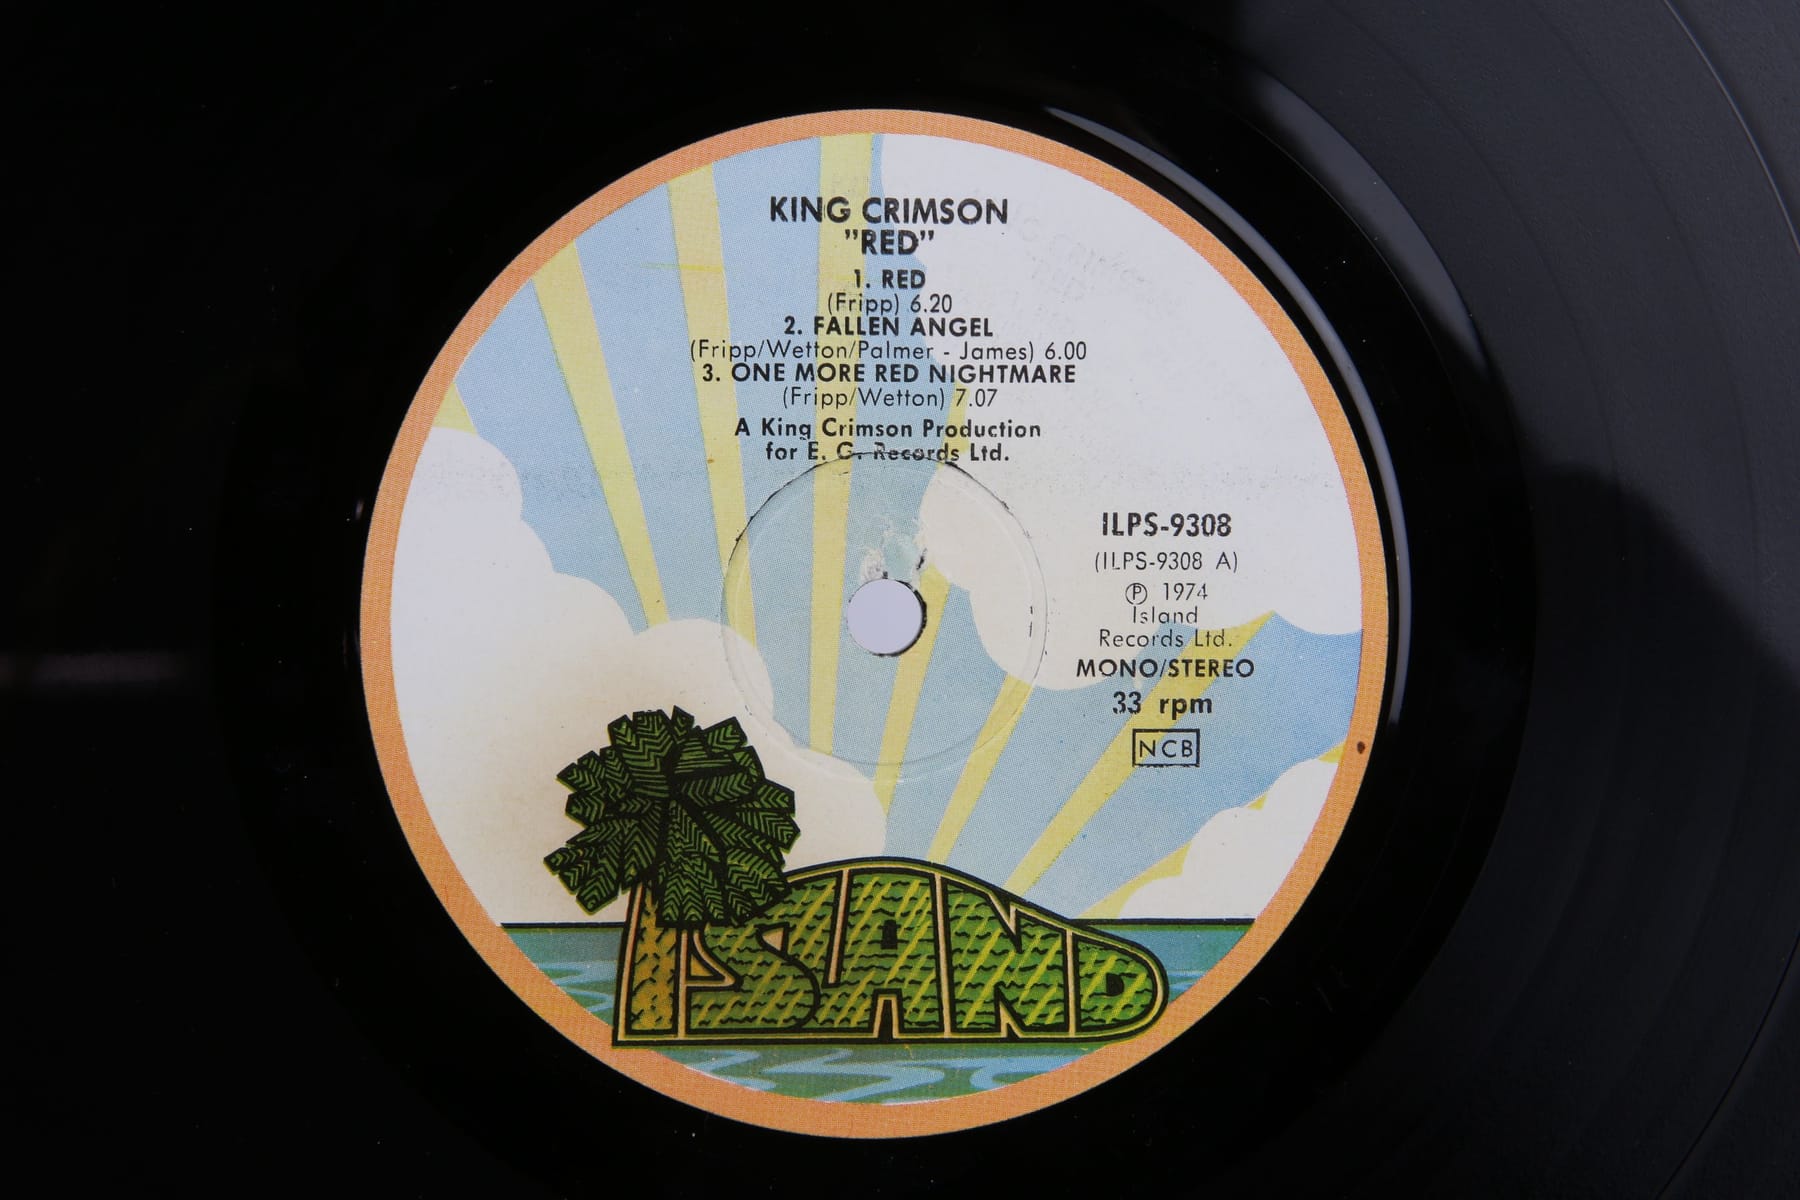 KING CRIMSON
"RED"
1. RED
(Fripp) 6.20
2. FALLEN ANGEL
(Fripp/Wetton/Palmer - James) 6.00
3. ONE MORE RED NIGHTMARE
(Fripp/Wetton) 7.07
A King Crimson Production
for E. G. Records Ltd.
ILPS-9308
(ILPS-9308 A)
Ⓟ 1974
Island
Records Ltd.
MONO/STEREO
33 rpm
NCB
ISLAND